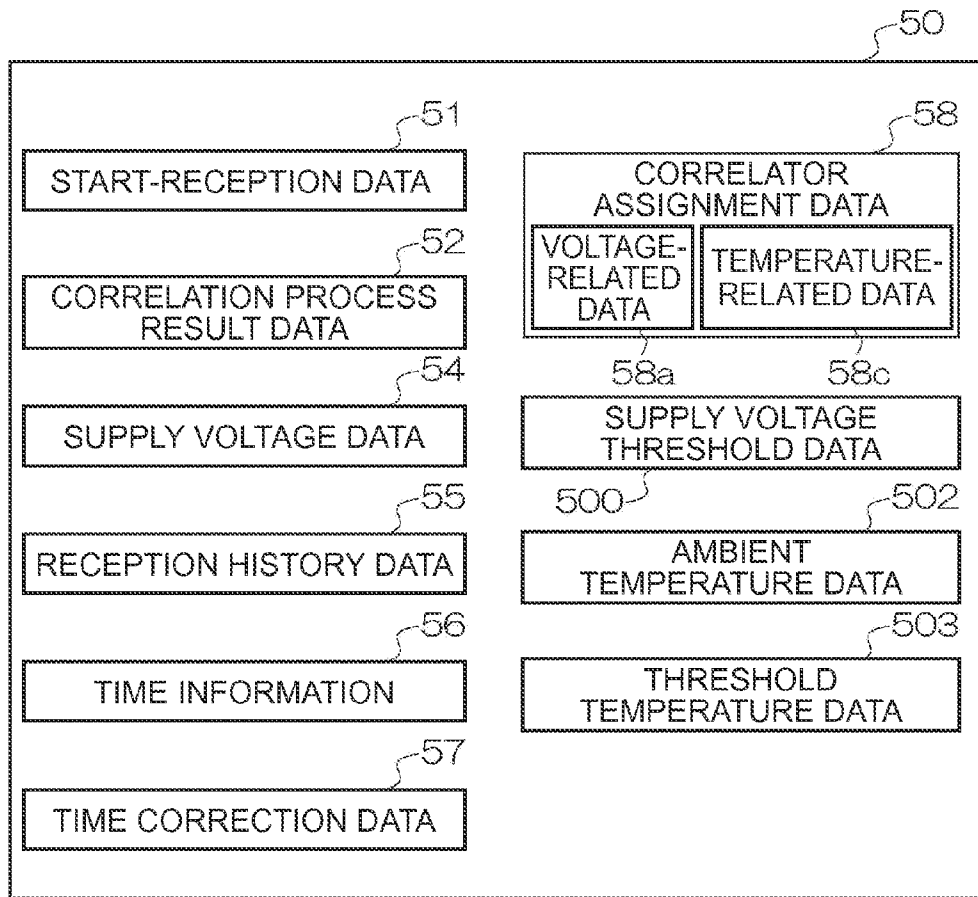 50
51
START-RECEPTION DATA
52
CORRELATION PROCESS
RESULT DATA
54
SUPPLY VOLTAGE DATA
55
RECEPTION HISTORY DATA
56
TIME INFORMATION
57
TIME CORRECTION DATA
58
CORRELATOR
ASSIGNMENT DATA
VOLTAGE-
RELATED
DATA
TEMPERATURE-
RELATED DATA
58a
58c
SUPPLY VOLTAGE
THRESHOLD DATA
500
502
AMBIENT
TEMPERATURE DATA
503
THRESHOLD
TEMPERATURE DATA